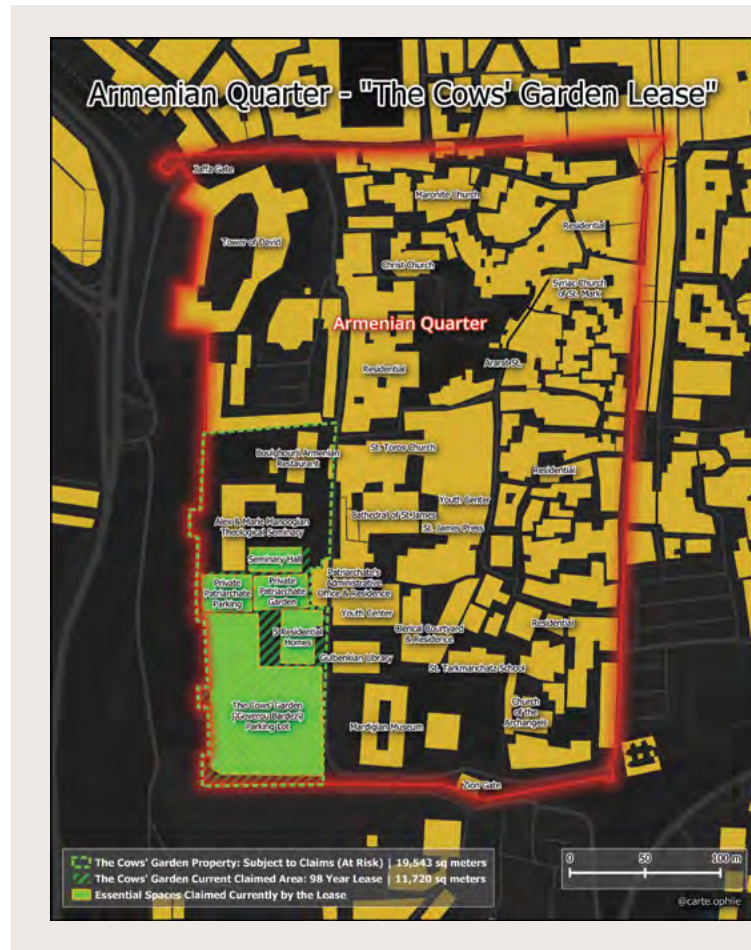 Armenian Quarter - "The Cows' Garden Lease"
Jaffa Gate
Maronite Church
Residential
Tower of David
Christ Church
Syriac Church
of St. Mark
Armenian Quarter
Ararat St.
Residential
Boulghourji Armenian
Restaurant
St. Toros Church
Residential
Alex & Marie Manoogian
Theological Seminary
Cathedral of St James
Youth Center
St. James Press
Seminary Hall
Private
Patriarchate
Parking
Private
Patriarchate
Garden
Patriarchate's
Administrative
Office & Residence
Youth Center
5 Residential
Homes
Clerical Courtyard
& Residence
Residential
Gulbenkian Library
St. Tarkmanchatz School
The Cows' Garden
("Goverou Bardez")
Parking Lot
Mardigian Museum
Church
of the
Archangels
Zion Gate
The Cows' Garden Property: Subject to Claims (At Risk) | 19,543 sq meters
The Cows' Garden Current Claimed Area: 98 Year Lease | 11,720 sq meters
Essential Spaces Claimed Currently by the Lease
0 50 100 m
@carte.ophile